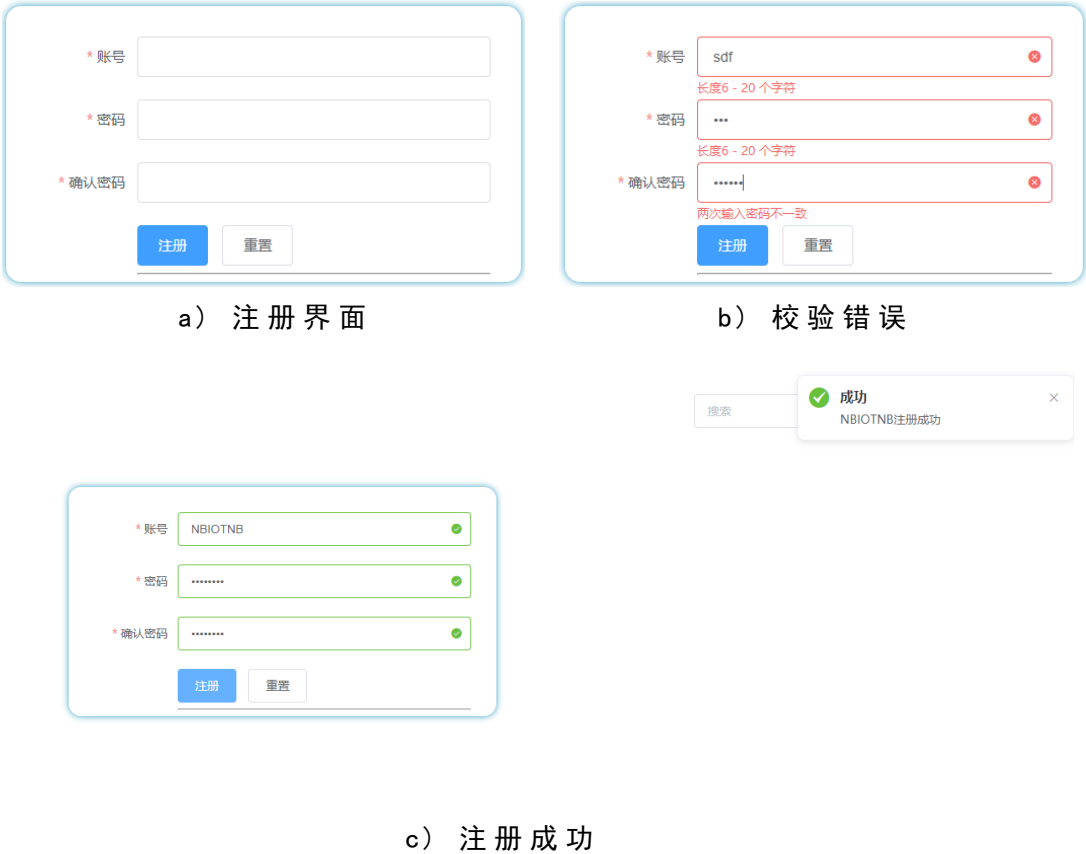 * 账号
* 密码
* 确认密码
注册 重置
a） 注册界面
* 账号 sdf
长度6 - 20 个字符
* 密码 •••
长度6 - 20 个字符
* 确认密码 ••••••
两次输入密码不一致
注册 重置
b） 校验错误
搜索
成功
NBIOTNB注册成功
* 账号 NBIOTNB
* 密码 ••••••••
* 确认密码 ••••••••
注册 重置
c） 注册成功